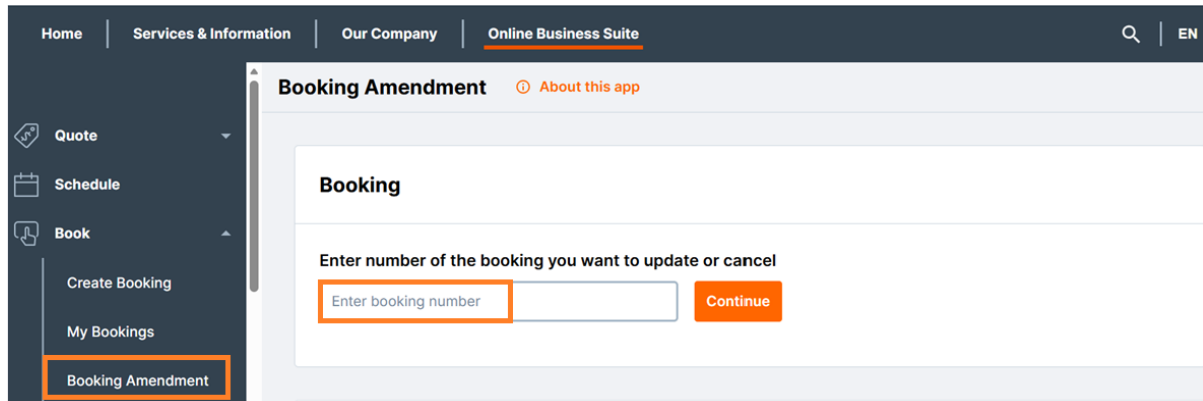 Home
Services & Information
Our Company
Online Business Suite
EN
Booking Amendment
About this app
Quote
Schedule
Book
Create Booking
My Bookings
Booking Amendment
Booking
Enter number of the booking you want to update or cancel
Enter booking number
Continue